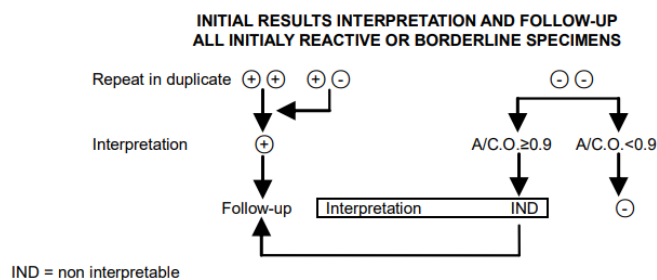 INITIAL RESULTS INTERPRETATION AND FOLLOW-UP
ALL INITIALY REACTIVE OR BORDERLINE SPECIMENS
Repeat in duplicate + + + - - -
Interpretation + A/C.O.≥0.9 A/C.O.<0.9
Follow-up Interpretation IND -
IND = non interpretable